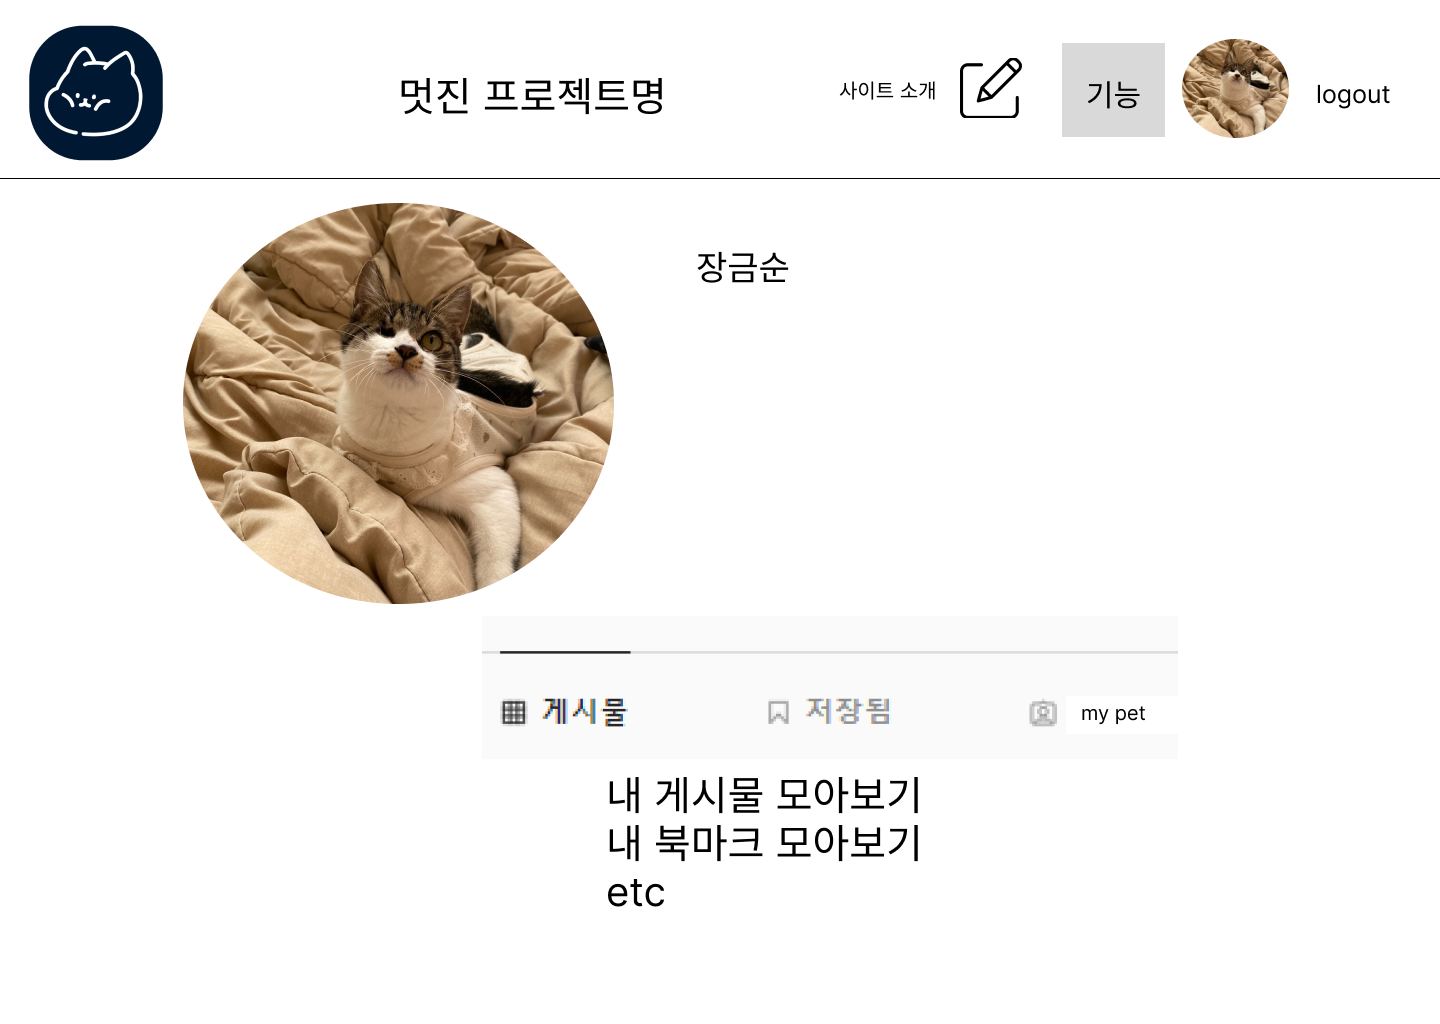 멋진 프로젝트명
사이트 소개
기능
logout
장금순
게시물
저장됨
my pet
내 게시물 모아보기
내 북마크 모아보기
etc